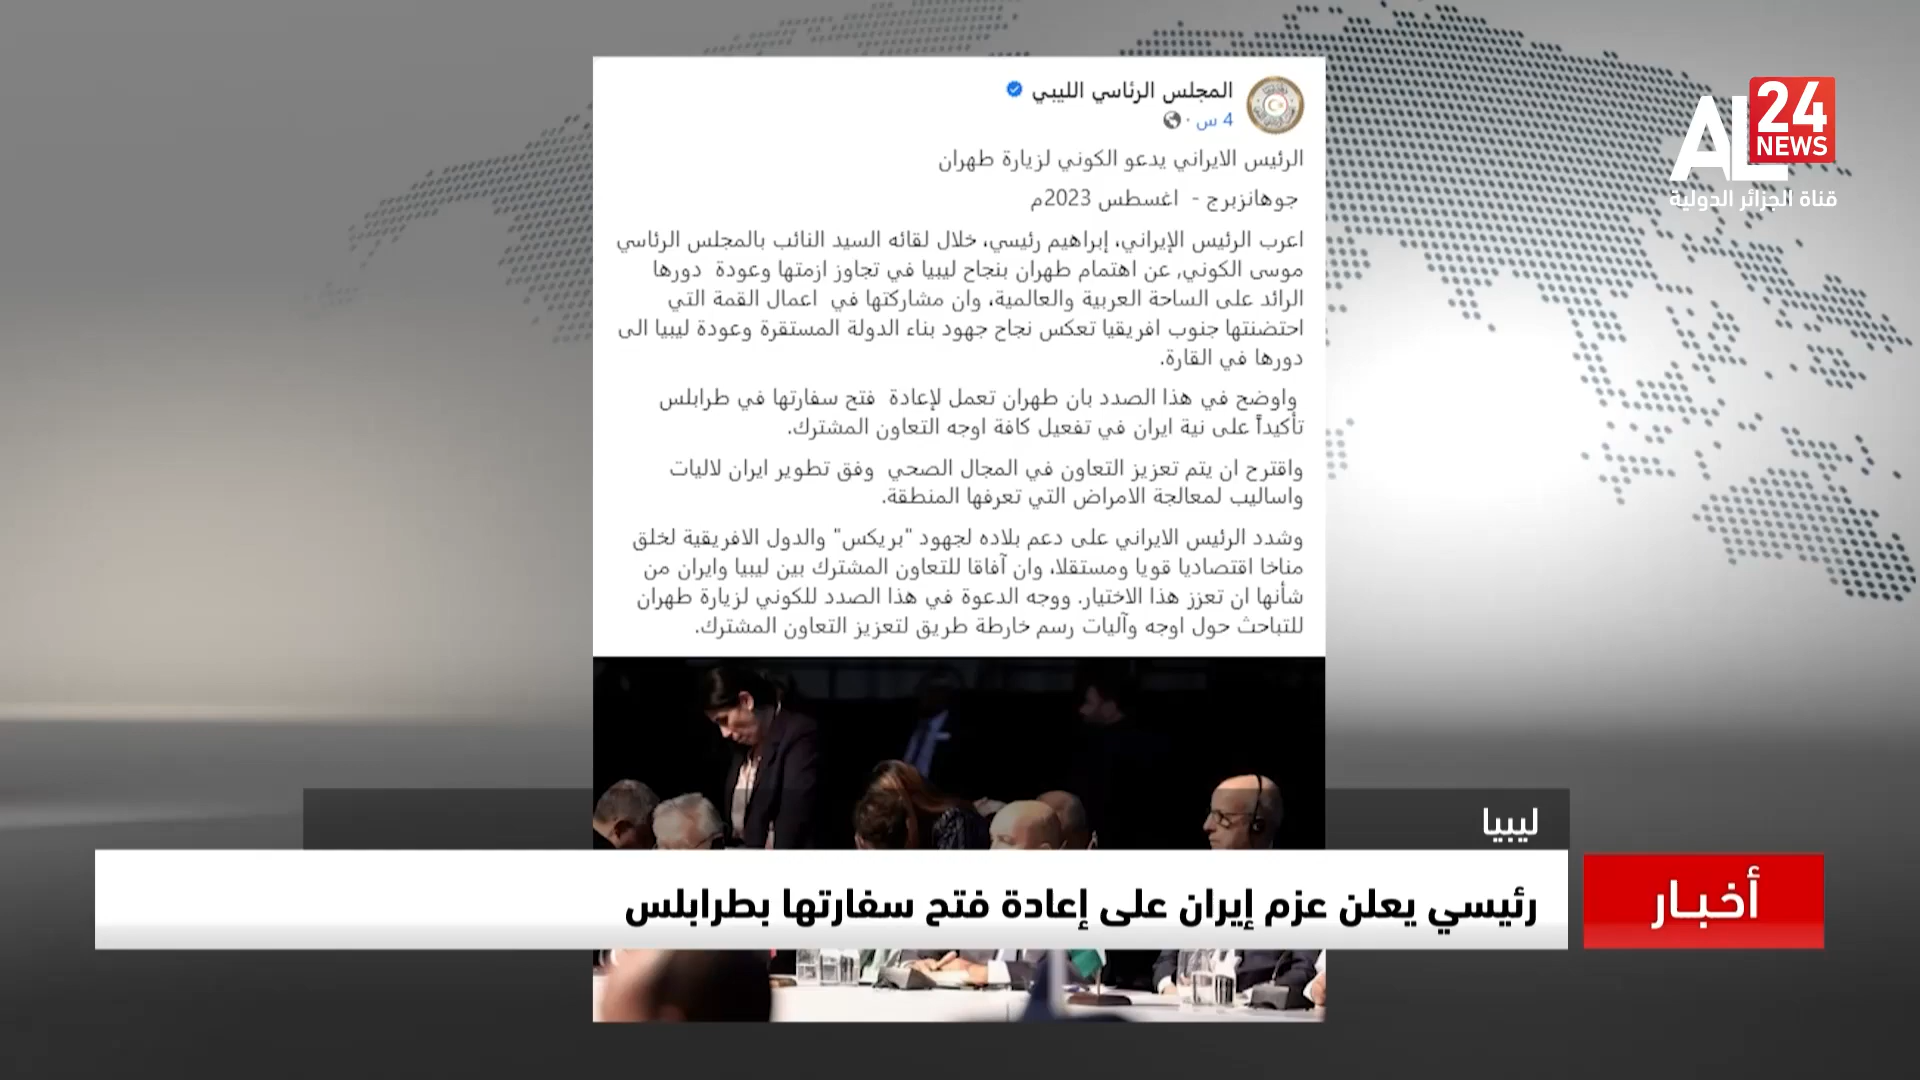 المجلس الرئاسي الليبي
4 س ·
الرئيس الايراني يدعو الكوني لزيارة طهران
جوهانزبرج - اغسطس 2023م
اعرب الرئيس الإيراني، إبراهيم رئيسي، خلال لقائه السيد النائب بالمجلس الرئاسي
موسى الكوني, عن اهتمام طهران بنجاح ليبيا في تجاوز ازمتها وعودة دورها
الرائد على الساحة العربية والعالمية، وان مشاركتها في اعمال القمة التي
احتضنتها جنوب افريقيا تعكس نجاح جهود بناء الدولة المستقرة وعودة ليبيا الى
دورها في القارة.
واوضح في هذا الصدد بان طهران تعمل لإعادة فتح سفارتها في طرابلس
تأكيداً على نية ايران في تفعيل كافة اوجه التعاون المشترك.
واقترح ان يتم تعزيز التعاون في المجال الصحي وفق تطوير ايران لاليات
واساليب لمعالجة الامراض التي تعرفها المنطقة.
وشدد الرئيس الايراني على دعم بلاده لجهود "بريكس" والدول الافريقية لخلق
مناخا اقتصاديا قويا ومستقلا، وان آفاقا للتعاون المشترك بين ليبيا وايران من
شأنها ان تعزز هذا الاختيار. ووجه الدعوة في هذا الصدد للكوني لزيارة طهران
للتباحث حول اوجه وآليات رسم خارطة طريق لتعزيز التعاون المشترك.
AL
24
NEWS
قناة الجزائر الدولية
ليبيا
رئيسي يعلن عزم إيران على إعادة فتح سفارتها بطرابلس
أخبار